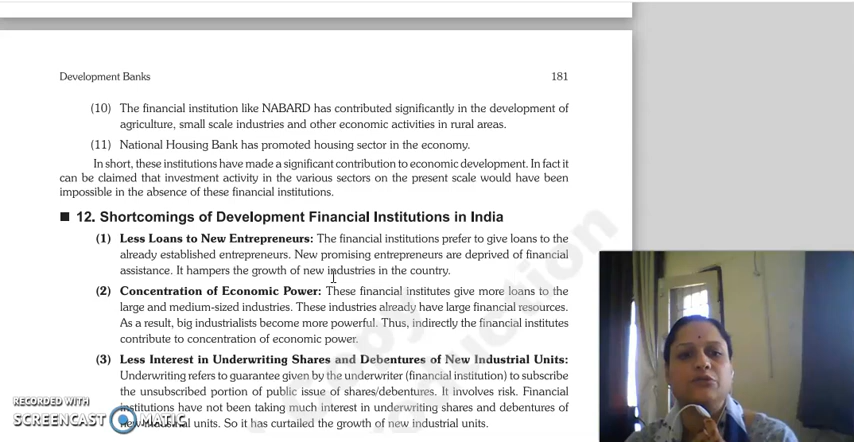 Development Banks 181
(10) The financial institution like NABARD has contributed significantly in the development of
agriculture, small scale industries and other economic activities in rural areas.
(11) National Housing Bank has promoted housing sector in the economy.
In short, these institutions have made a significant contribution to economic development. In fact it
can be claimed that investment activity in the various sectors on the present scale would have been
impossible in the absence of these financial institutions.
■ 12. Shortcomings of Development Financial Institutions in India
(1) Less Loans to New Entrepreneurs: The financial institutions prefer to give loans to the
already established entrepreneurs. New promising entrepreneurs are deprived of financial
assistance. It hampers the growth of new industries in the country.
(2) Concentration of Economic Power: These financial institutes give more loans to the
large and medium-sized industries. These industries already have large financial resources.
As a result, big industrialists become more powerful. Thus, indirectly the financial institutes
contribute to concentration of economic power.
(3) Less Interest in Underwriting Shares and Debentures of New Industrial Units:
Underwriting refers to guarantee given by the underwriter (financial institution) to subscribe
the unsubscribed portion of public issue of shares/debentures. It involves risk. Financial
institutions have not been taking much interest in underwriting shares and debentures of
new industrial units. So it has curtailed the growth of new industrial units.
RECORDED WITH
SCREENCAST MATIC